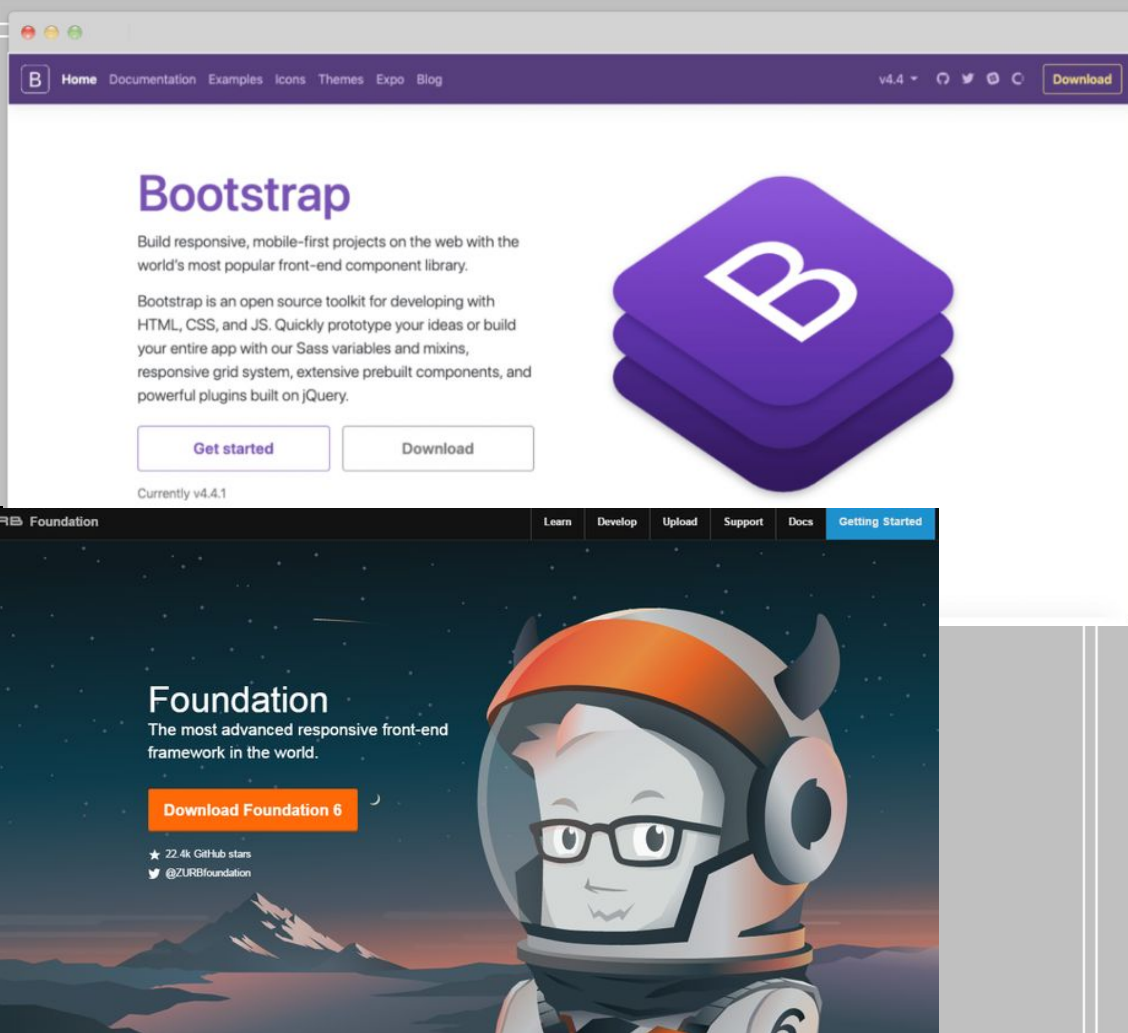 B Home Documentation Examples Icons Themes Expo Blog v4.4 Download
Bootstrap
Build responsive, mobile-first projects on the web with the
world's most popular front-end component library.
Bootstrap is an open source toolkit for developing with
HTML, CSS, and JS. Quickly prototype your ideas or build
your entire app with our Sass variables and mixins,
responsive grid system, extensive prebuilt components, and
powerful plugins built on jQuery.
Get started Download
Currently v4.4.1
B
RB Foundation Learn Develop Upload Support Docs Getting Started
Foundation
The most advanced responsive front-end
framework in the world.
Download Foundation 6
22.4k GitHub stars
@ZURBfoundation
6